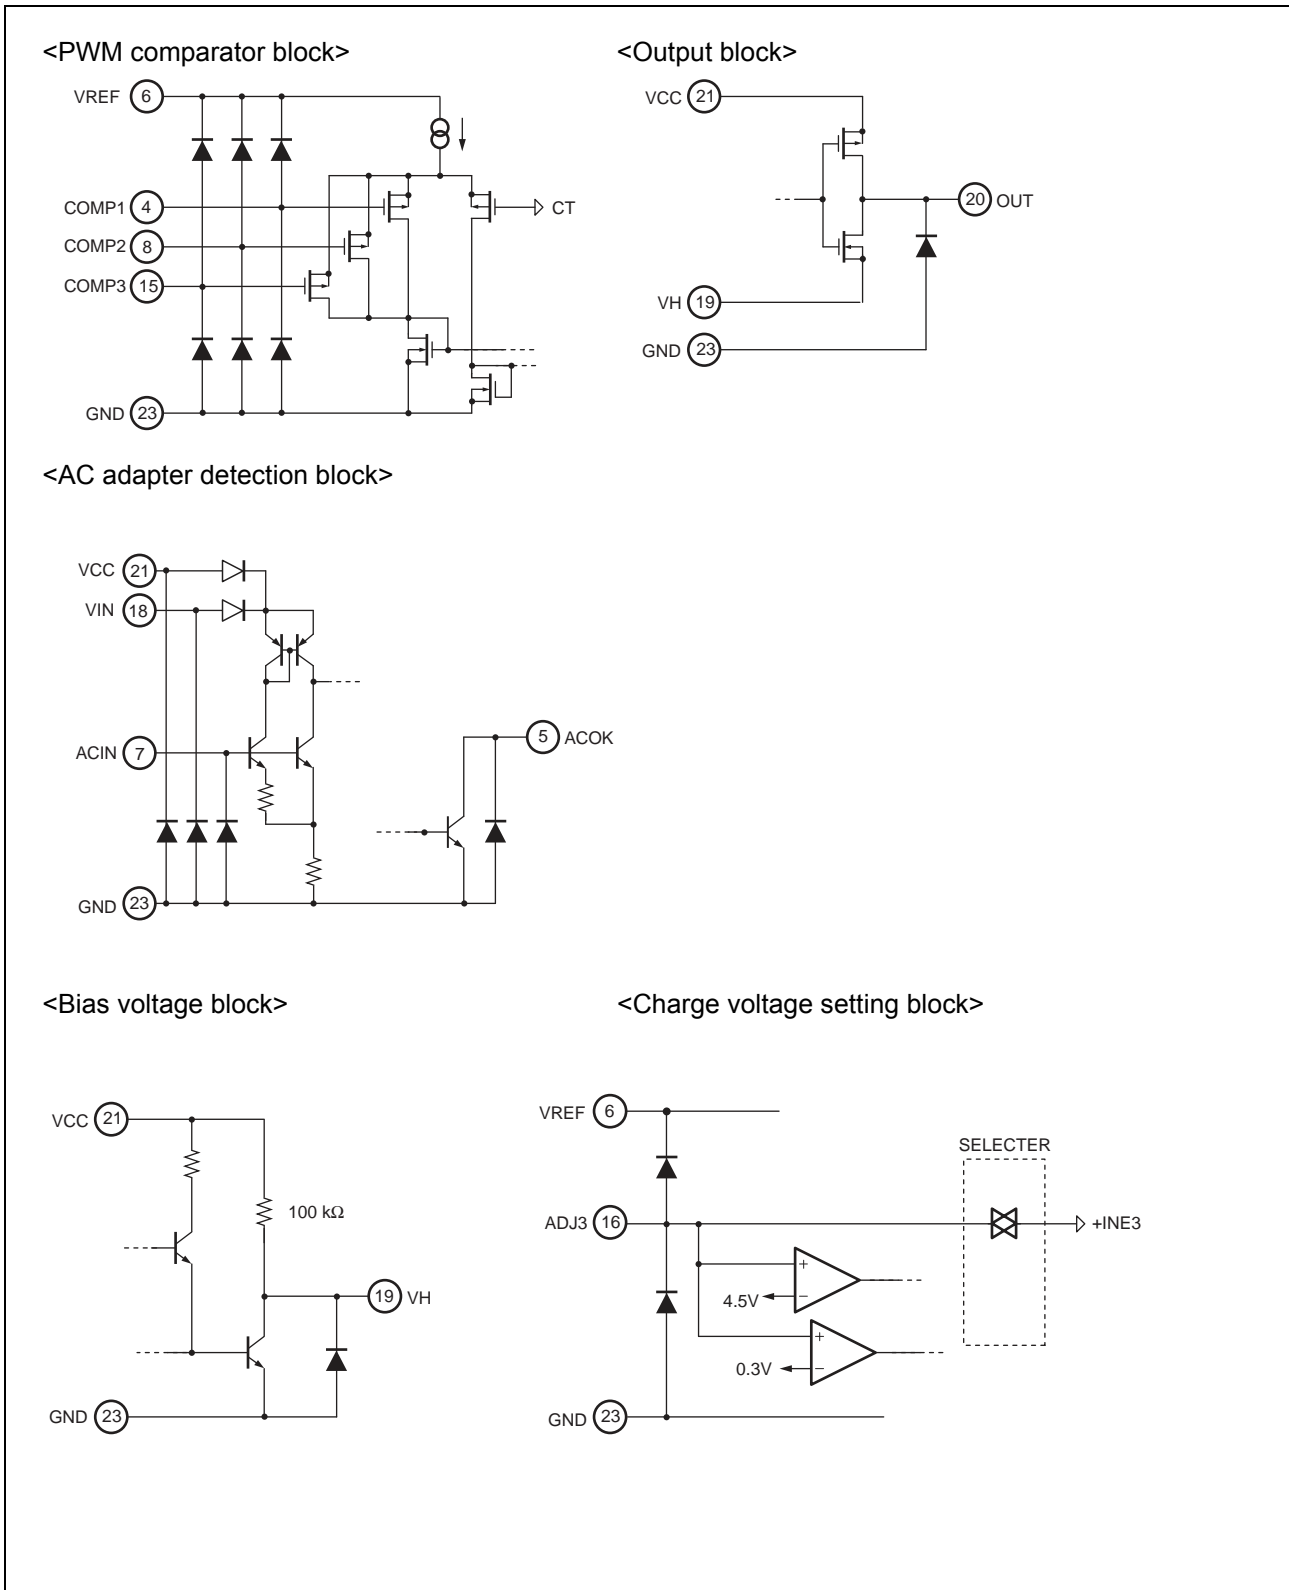 <PWM comparator block>
VREF 6
COMP1 4
CT
COMP2 8
COMP3 15
GND 23
<Output block>
VCC 21
20 OUT
VH 19
GND 23
<AC adapter detection block>
VCC 21
VIN 18
ACIN 7
5 ACOK
GND 23
<Bias voltage block>
VCC 21
100 kΩ
19 VH
GND 23
<Charge voltage setting block>
VREF 6
SELECTER
ADJ3 16
+INE3
+
4.5V
−
+
0.3V
−
GND 23